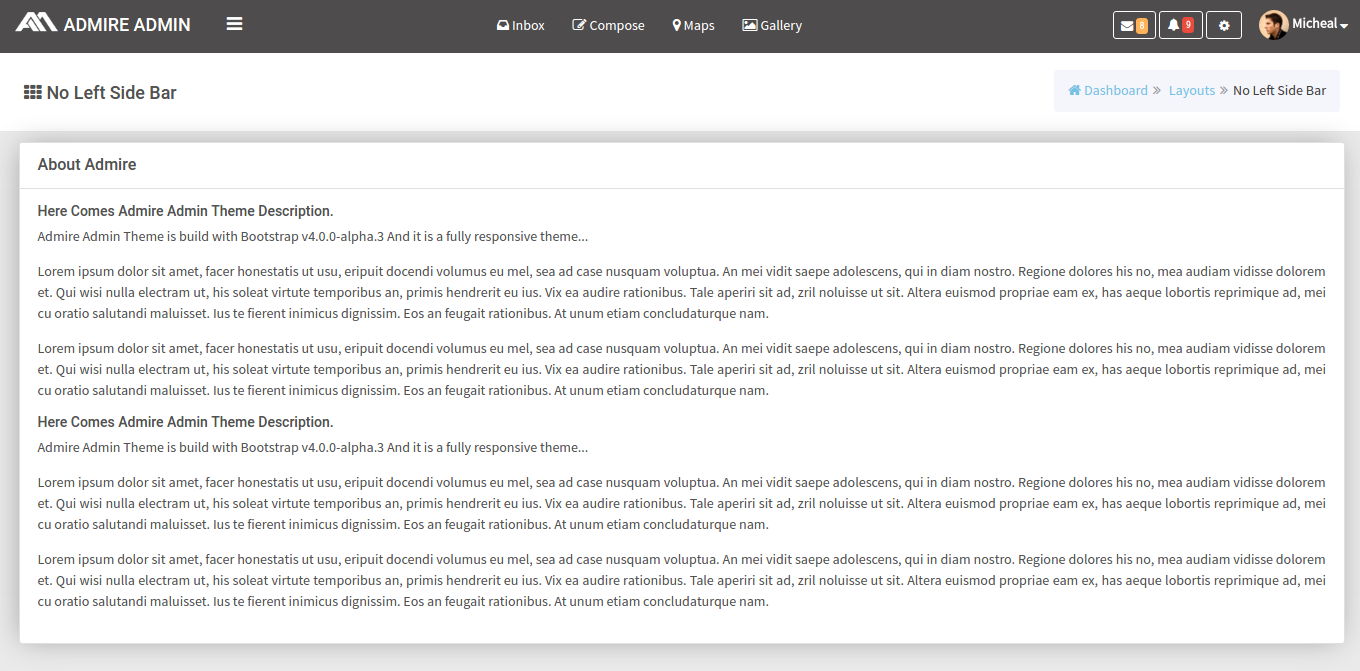 ADMIRE ADMIN
Inbox Compose Maps Gallery
8 9 Micheal
No Left Side Bar
Dashboard » Layouts » No Left Side Bar
About Admire
Here Comes Admire Admin Theme Description.
Admire Admin Theme is build with Bootstrap v4.0.0-alpha.3 And it is a fully responsive theme...
Lorem ipsum dolor sit amet, facer honestatis ut usu, eripuit docendi volumus eu mel, sea ad case nusquam voluptua. An mei vidit saepe adolescens, qui in diam nostro. Regione dolores his no, mea audiam vidisse dolorem
et. Qui wisi nulla electram ut, his soleat virtute temporibus an, primis hendrerit eu ius. Vix ea audire rationibus. Tale aperiri sit ad, zril noluisse ut sit. Altera euismod propriae eam ex, has aeque lobortis reprimique ad, mei
cu oratio salutandi maluisset. Ius te fierent inimicus dignissim. Eos an feugait rationibus. At unum etiam concludaturque nam.
Lorem ipsum dolor sit amet, facer honestatis ut usu, eripuit docendi volumus eu mel, sea ad case nusquam voluptua. An mei vidit saepe adolescens, qui in diam nostro. Regione dolores his no, mea audiam vidisse dolorem
et. Qui wisi nulla electram ut, his soleat virtute temporibus an, primis hendrerit eu ius. Vix ea audire rationibus. Tale aperiri sit ad, zril noluisse ut sit. Altera euismod propriae eam ex, has aeque lobortis reprimique ad, mei
cu oratio salutandi maluisset. Ius te fierent inimicus dignissim. Eos an feugait rationibus. At unum etiam concludaturque nam.
Here Comes Admire Admin Theme Description.
Admire Admin Theme is build with Bootstrap v4.0.0-alpha.3 And it is a fully responsive theme...
Lorem ipsum dolor sit amet, facer honestatis ut usu, eripuit docendi volumus eu mel, sea ad case nusquam voluptua. An mei vidit saepe adolescens, qui in diam nostro. Regione dolores his no, mea audiam vidisse dolorem
et. Qui wisi nulla electram ut, his soleat virtute temporibus an, primis hendrerit eu ius. Vix ea audire rationibus. Tale aperiri sit ad, zril noluisse ut sit. Altera euismod propriae eam ex, has aeque lobortis reprimique ad, mei
cu oratio salutandi maluisset. Ius te fierent inimicus dignissim. Eos an feugait rationibus. At unum etiam concludaturque nam.
Lorem ipsum dolor sit amet, facer honestatis ut usu, eripuit docendi volumus eu mel, sea ad case nusquam voluptua. An mei vidit saepe adolescens, qui in diam nostro. Regione dolores his no, mea audiam vidisse dolorem
et. Qui wisi nulla electram ut, his soleat virtute temporibus an, primis hendrerit eu ius. Vix ea audire rationibus. Tale aperiri sit ad, zril noluisse ut sit. Altera euismod propriae eam ex, has aeque lobortis reprimique ad, mei
cu oratio salutandi maluisset. Ius te fierent inimicus dignissim. Eos an feugait rationibus. At unum etiam concludaturque nam.